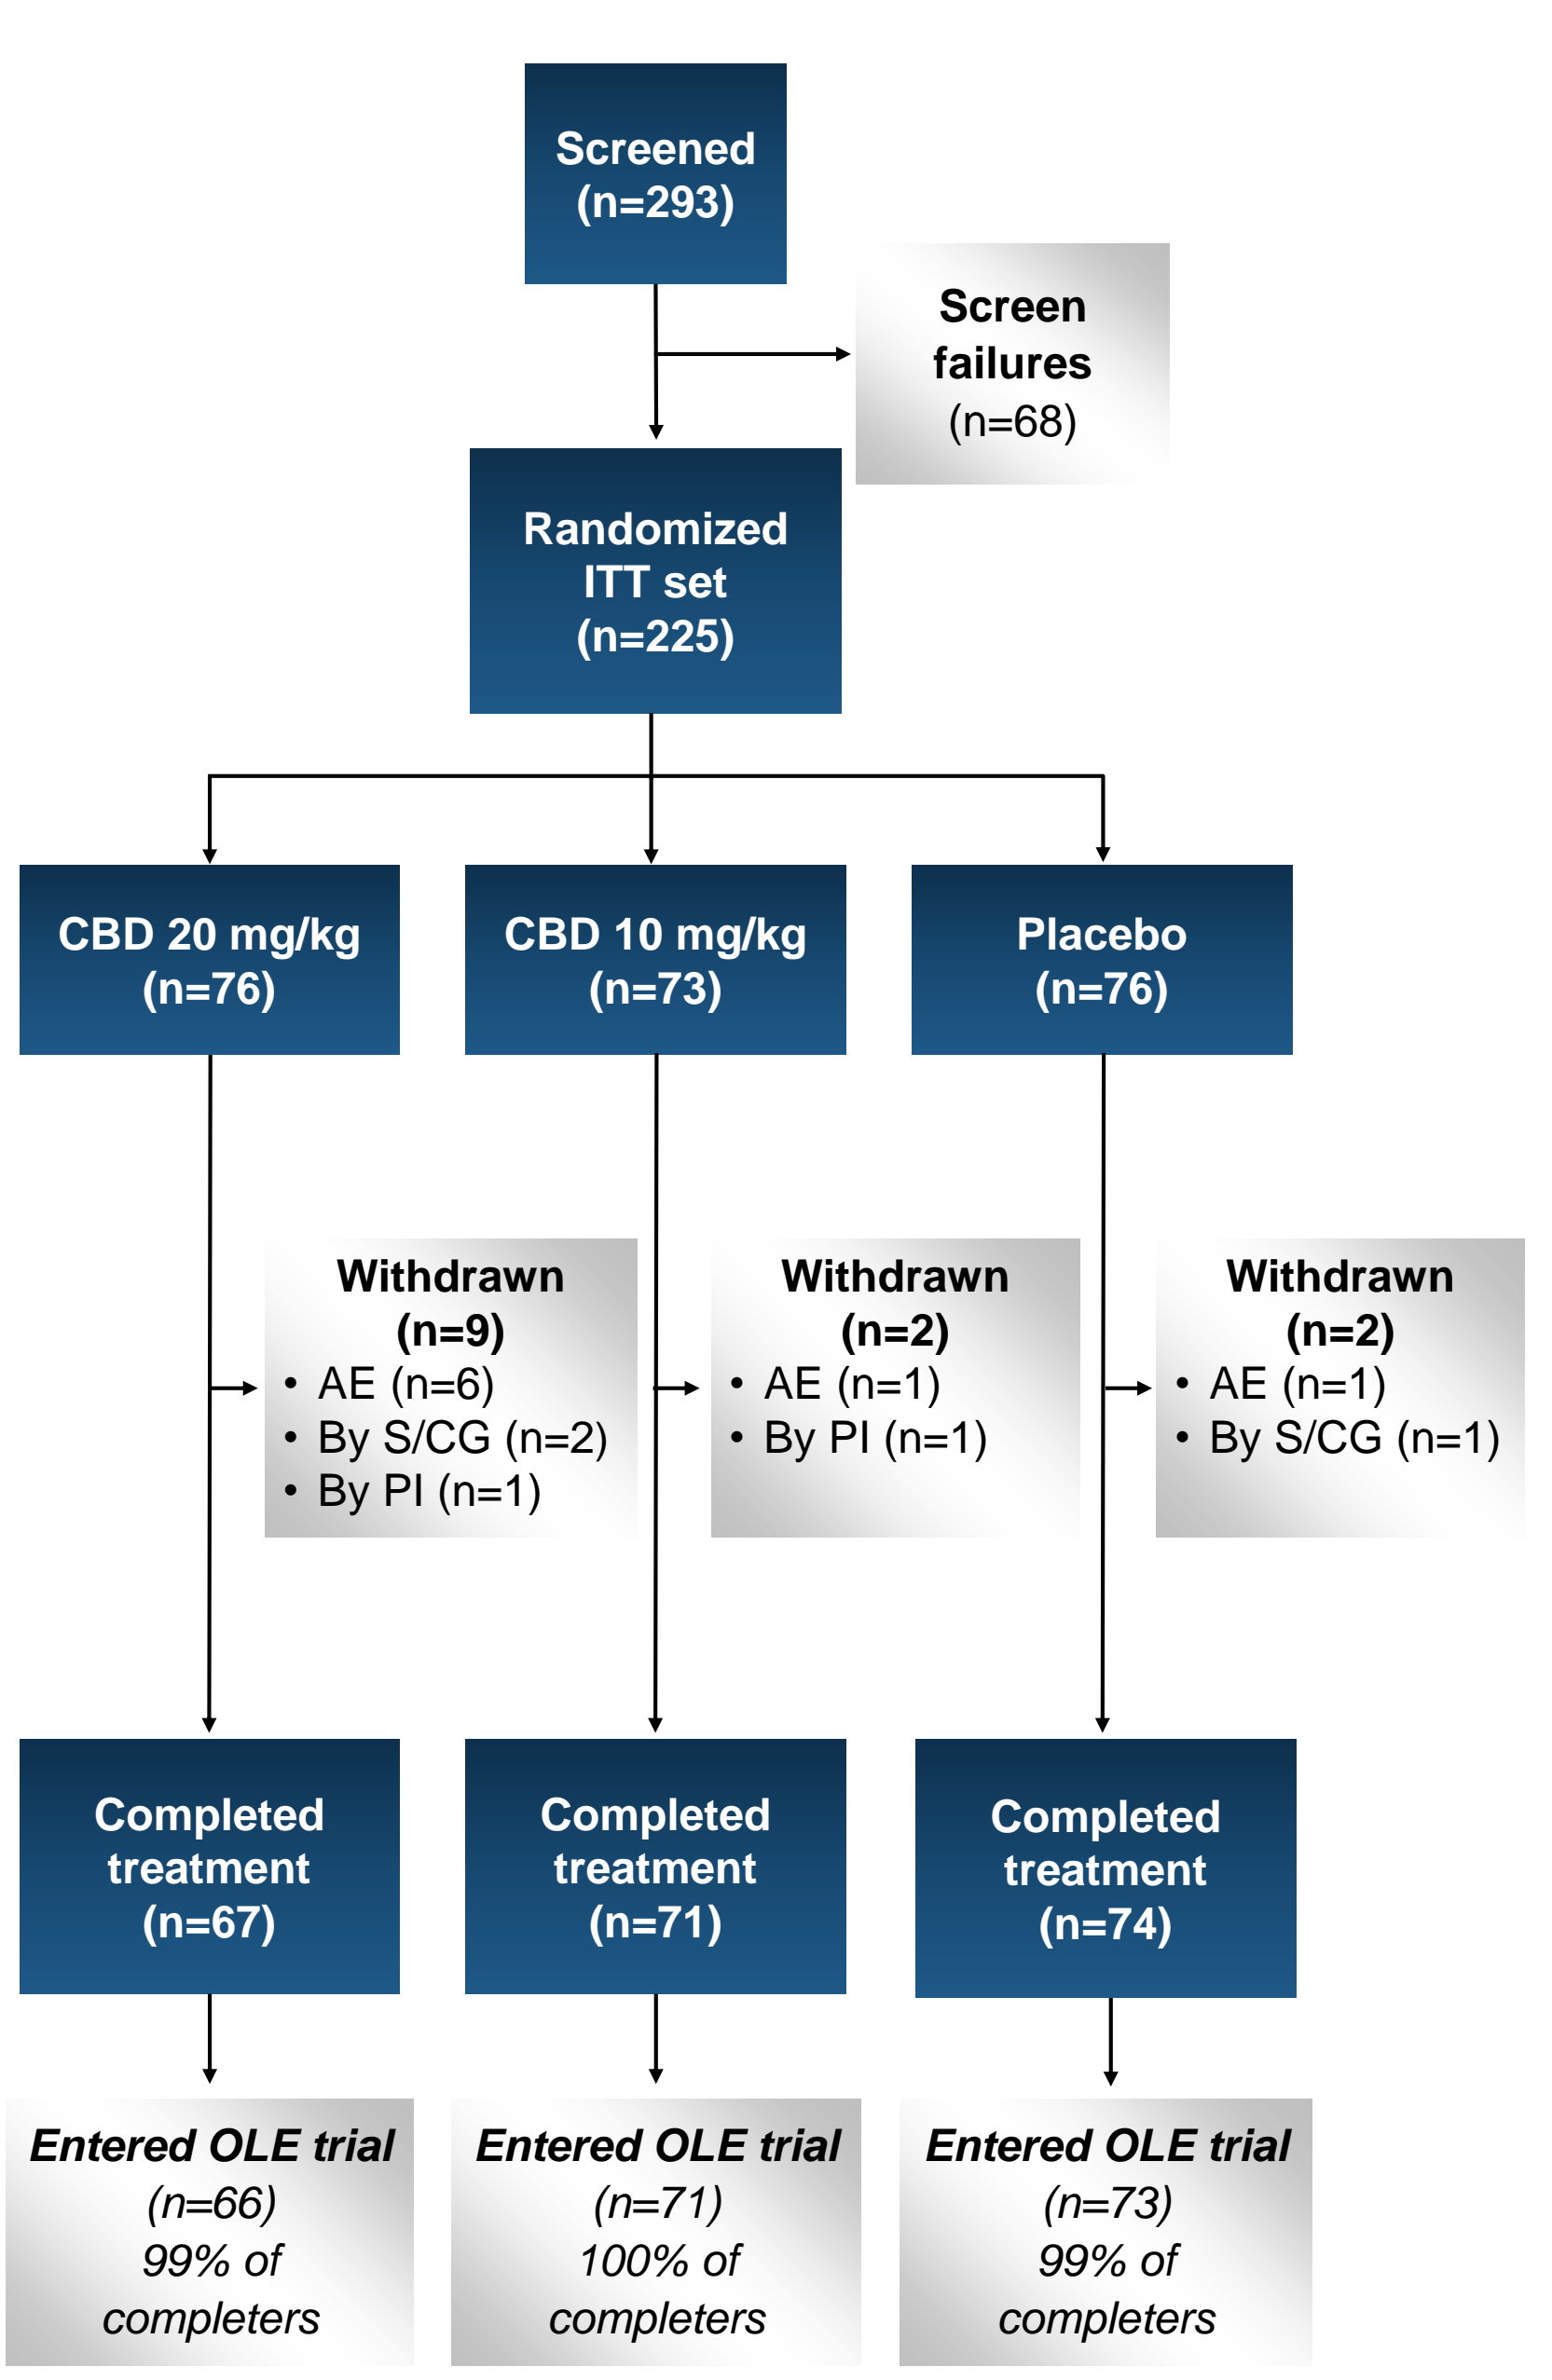 Screened
(n=293)
Screen
failures
(n=68)
Randomized
ITT set
(n=225)
CBD 20 mg/kg
(n=76)
CBD 10 mg/kg
(n=73)
Placebo
(n=76)
Withdrawn
(n=9)
• AE (n=6)
• By S/CG (n=2)
• By PI (n=1)
Withdrawn
(n=2)
• AE (n=1)
• By PI (n=1)
Withdrawn
(n=2)
• AE (n=1)
• By S/CG (n=1)
Completed
treatment
(n=67)
Completed
treatment
(n=71)
Completed
treatment
(n=74)
Entered OLE trial
(n=66)
99% of
completers
Entered OLE trial
(n=71)
100% of
completers
Entered OLE trial
(n=73)
99% of
completers